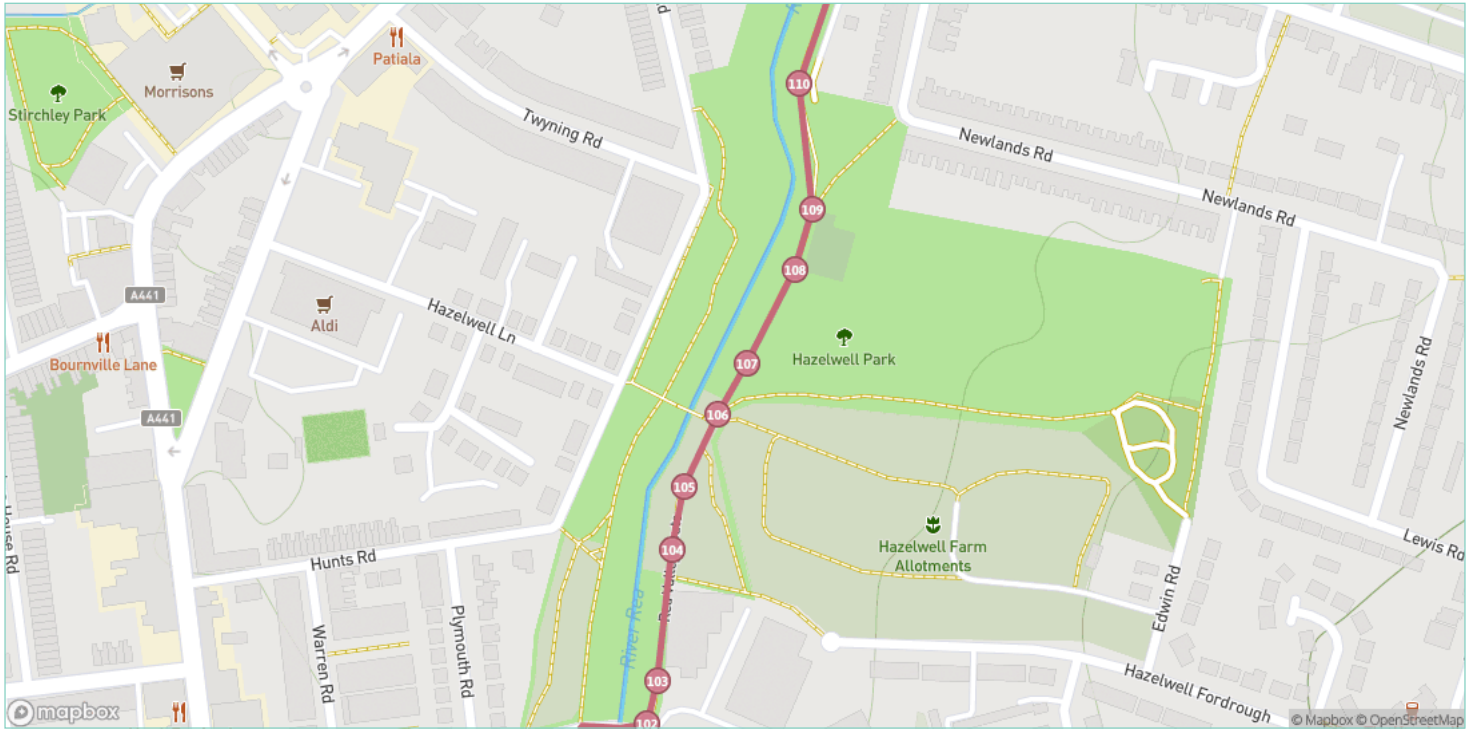 110
Patiala
Morrisons
Stirchley Park
Twyning Rd
Newlands Rd
109
Newlands Rd
108
A441
Aldi
Hazelwell Ln
Bournville Lane
107
Hazelwell Park
Newlands Rd
A441
106
105
Hazelwell Farm
Allotments
Lewis Rd
House Rd
104
Hunts Rd
River Rea
Edwin Rd
Plymouth Rd
Warren Rd
103
Hazelwell Fordrough
102
mapbox
© Mapbox © OpenStreetMap